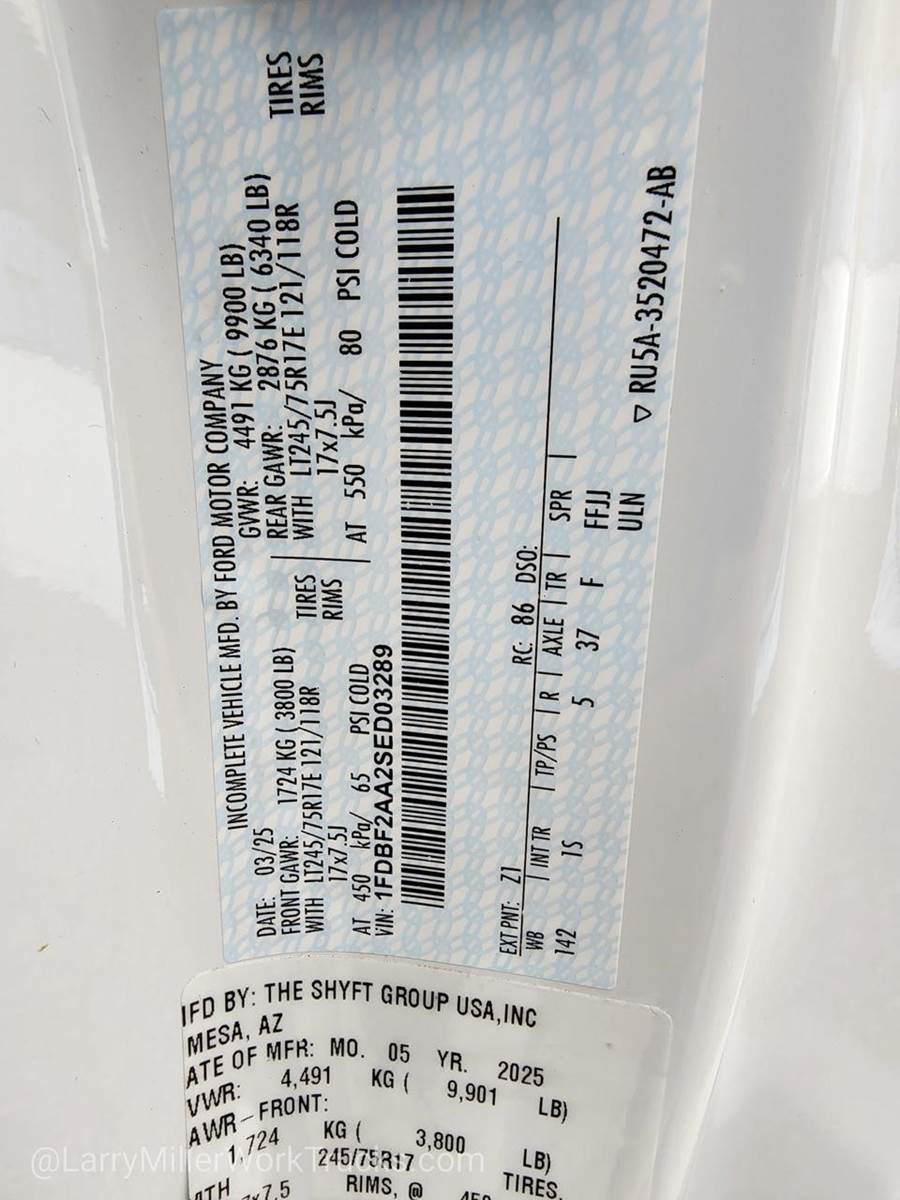 INCOMPLETE VEHICLE MFD. BY FORD MOTOR COMPANY
DATE: 03/25 GVWR: 4491 KG ( 9900 LB)
FRONT GAWR: 1724 KG ( 3800 LB) REAR GAWR: 2876 KG ( 6340 LB)
WITH LT245/75R17E 121/118R TIRES WITH LT245/75R17E 121/118R TIRES
17x7.5J RIMS 17x7.5J RIMS
AT 450 kPa/ 65 PSI COLD AT 550 kPa/ 80 PSI COLD
VIN: 1FDBF2AA2SED03289
EXT PNT: Z1 RC: 86 DSO:
WB | INT TR | TP/PS | R | AXLE | TR | SPR |
142 1S 5 37 F FFJJ
ULN
▽ RU5A-3520472-AB
IFD BY: THE SHYFT GROUP USA,INC
MESA, AZ
ATE OF MFR: MO. 05 YR. 2025
VWR: 4,491 KG ( 9,901 LB)
AWR-FRONT:
1,724 KG ( 3,800 LB)
245/75R17 TIRES,
7x7.5 RIMS, @
@LarryMillerWorkTrucks.com